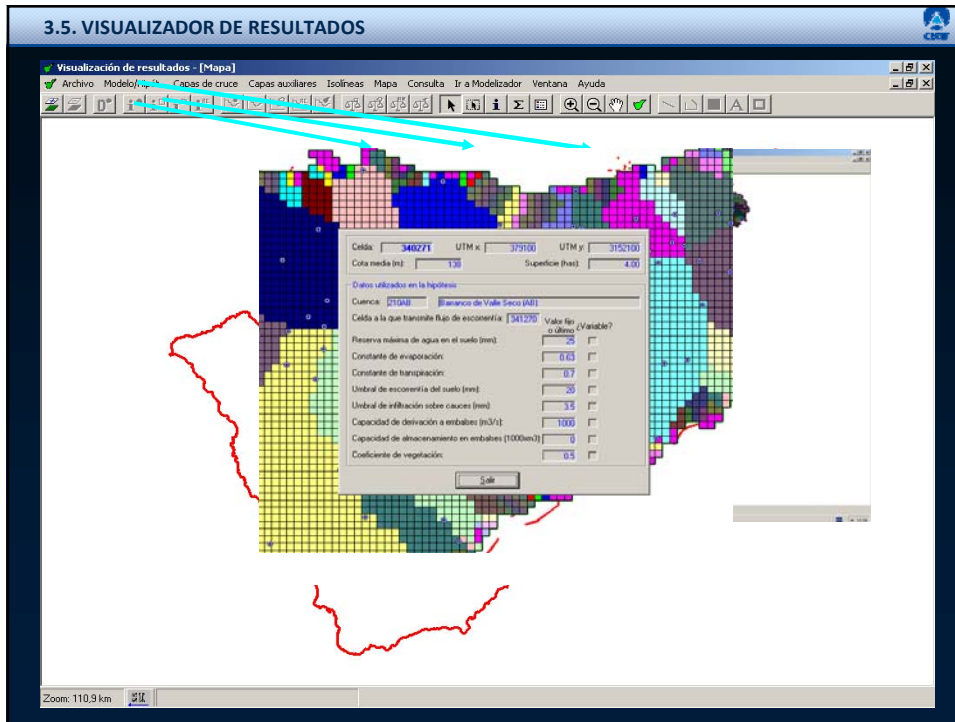 3.5. VISUALIZADOR DE RESULTADOS
Visualización de resultados - [Mapa]
Archivo Modelo/Hipót. Capas de cruce Capas auxiliares Isolíneas Mapa Consulta Ir a Modelizador Ventana Ayuda
Celda: 340271 UTM x: 379100 UTM y: 3152100
Cota media (m): 130 Superficie (has): 4.00
Datos utilizados en la hipótesis
Cuenca: 210AB Barranco de Valle Seco (AB)
Celda a la que transmite flujo de escorrentía: 341270 Valor fijo o último ¿Variable?
Reserva máxima de agua en el suelo (mm): 25
Constante de evaporación: 0.63
Constante de transpiración: 0.7
Umbral de escorrentía del suelo (mm): 20
Umbral de infiltración sobre cauces (mm) 3.5
Capacidad de derivación a embalses (m3/s): 1000
Capacidad de almacenamiento en embalses (1000xm3): 0
Coeficiente de vegetación: 0.5
Salir
Zoom: 110,9 km